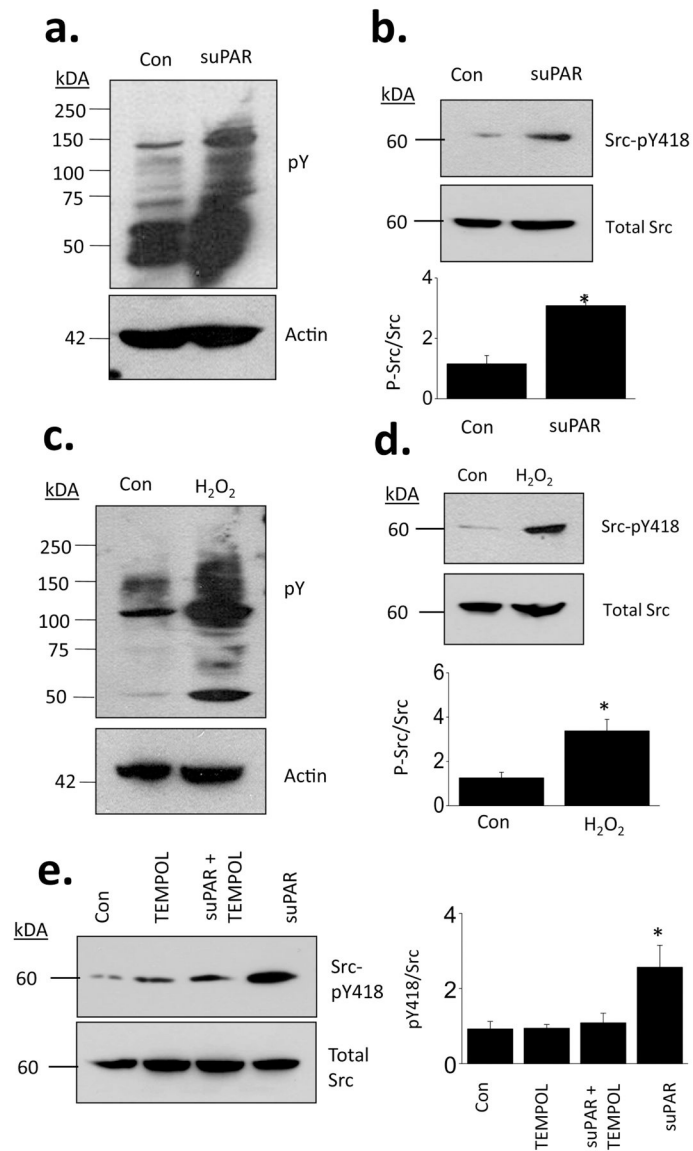 a.
Con suPAR
kDA
250
150
100
75
50
pY
42
Actin
b.
Con suPAR
kDA
60
Src-pY418
60
Total Src
P-Src/Src
4
2
0
*
Con suPAR
c.
Con H₂O₂
kDA
250
150
100
75
50
pY
42
Actin
d.
Con H₂O₂
kDA
60
Src-pY418
60
Total Src
P-Src/Src
6
4
2
0
*
Con H₂O₂
e.
Con
TEMPOL
suPAR +
TEMPOL
suPAR
kDA
60
Src-
pY418
60
Total
Src
pY418/Src
4
2
0
*
Con
TEMPOL
suPAR +
TEMPOL
suPAR